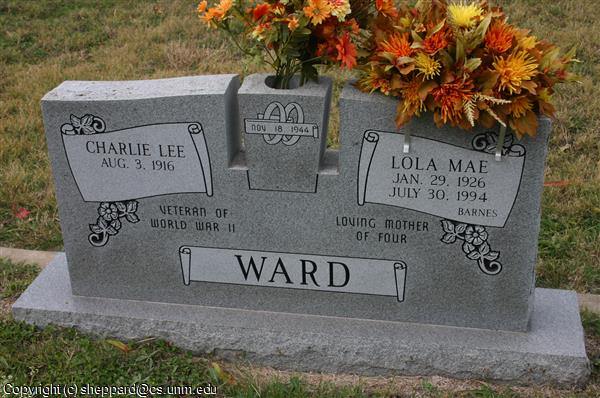 NOV 18 1944
CHARLIE LEE
AUG. 3, 1916
VETERAN OF
WORLD WAR II
LOLA MAE
JAN. 29, 1926
JULY 30, 1994
BARNES
LOVING MOTHER
OF FOUR
WARD
Copyright (c) sheppard@cs.unm.edu